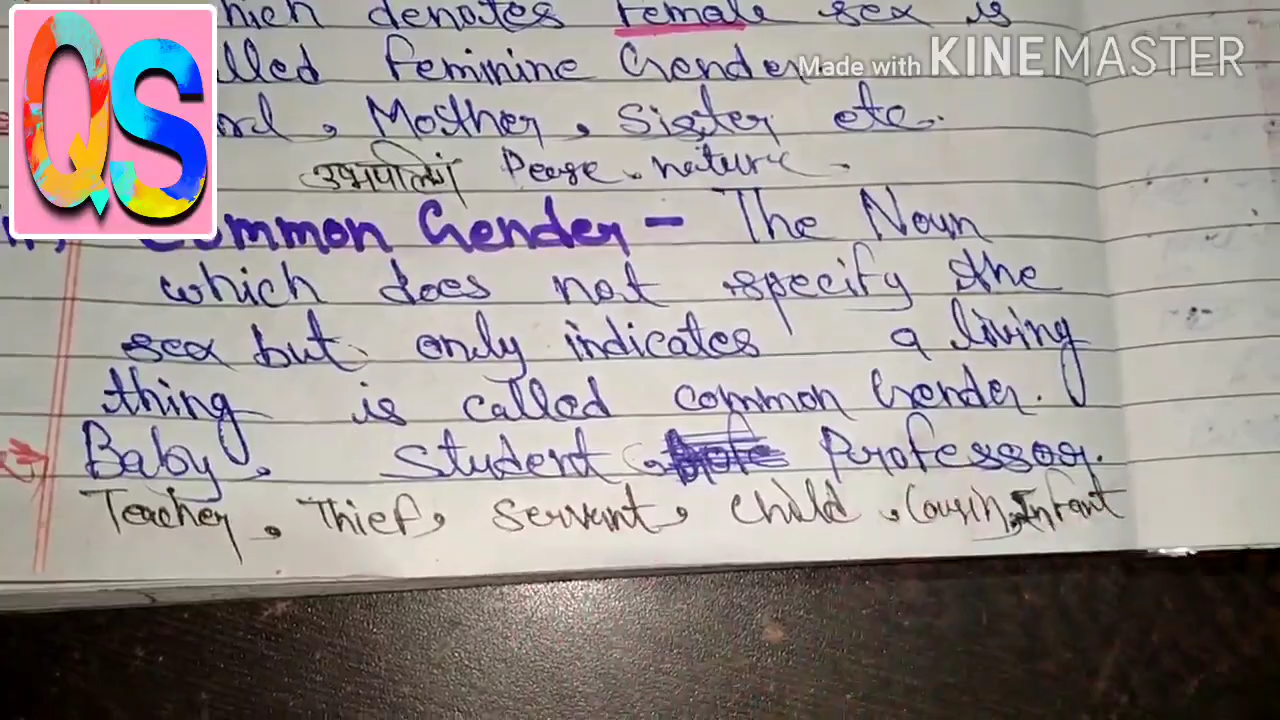 which denotes Female sex is
alled Feminine Gender.
Made with KINEMASTER
QS
, Mother, Sister etc.
उभयलिंग nature.
Common Gender - The Noun
which does not specify the
sex but only indicates a living
thing is called common Gender.
Baby, Student, Professor.
Teacher, Thief, Servant, Child, Cousin, Infant